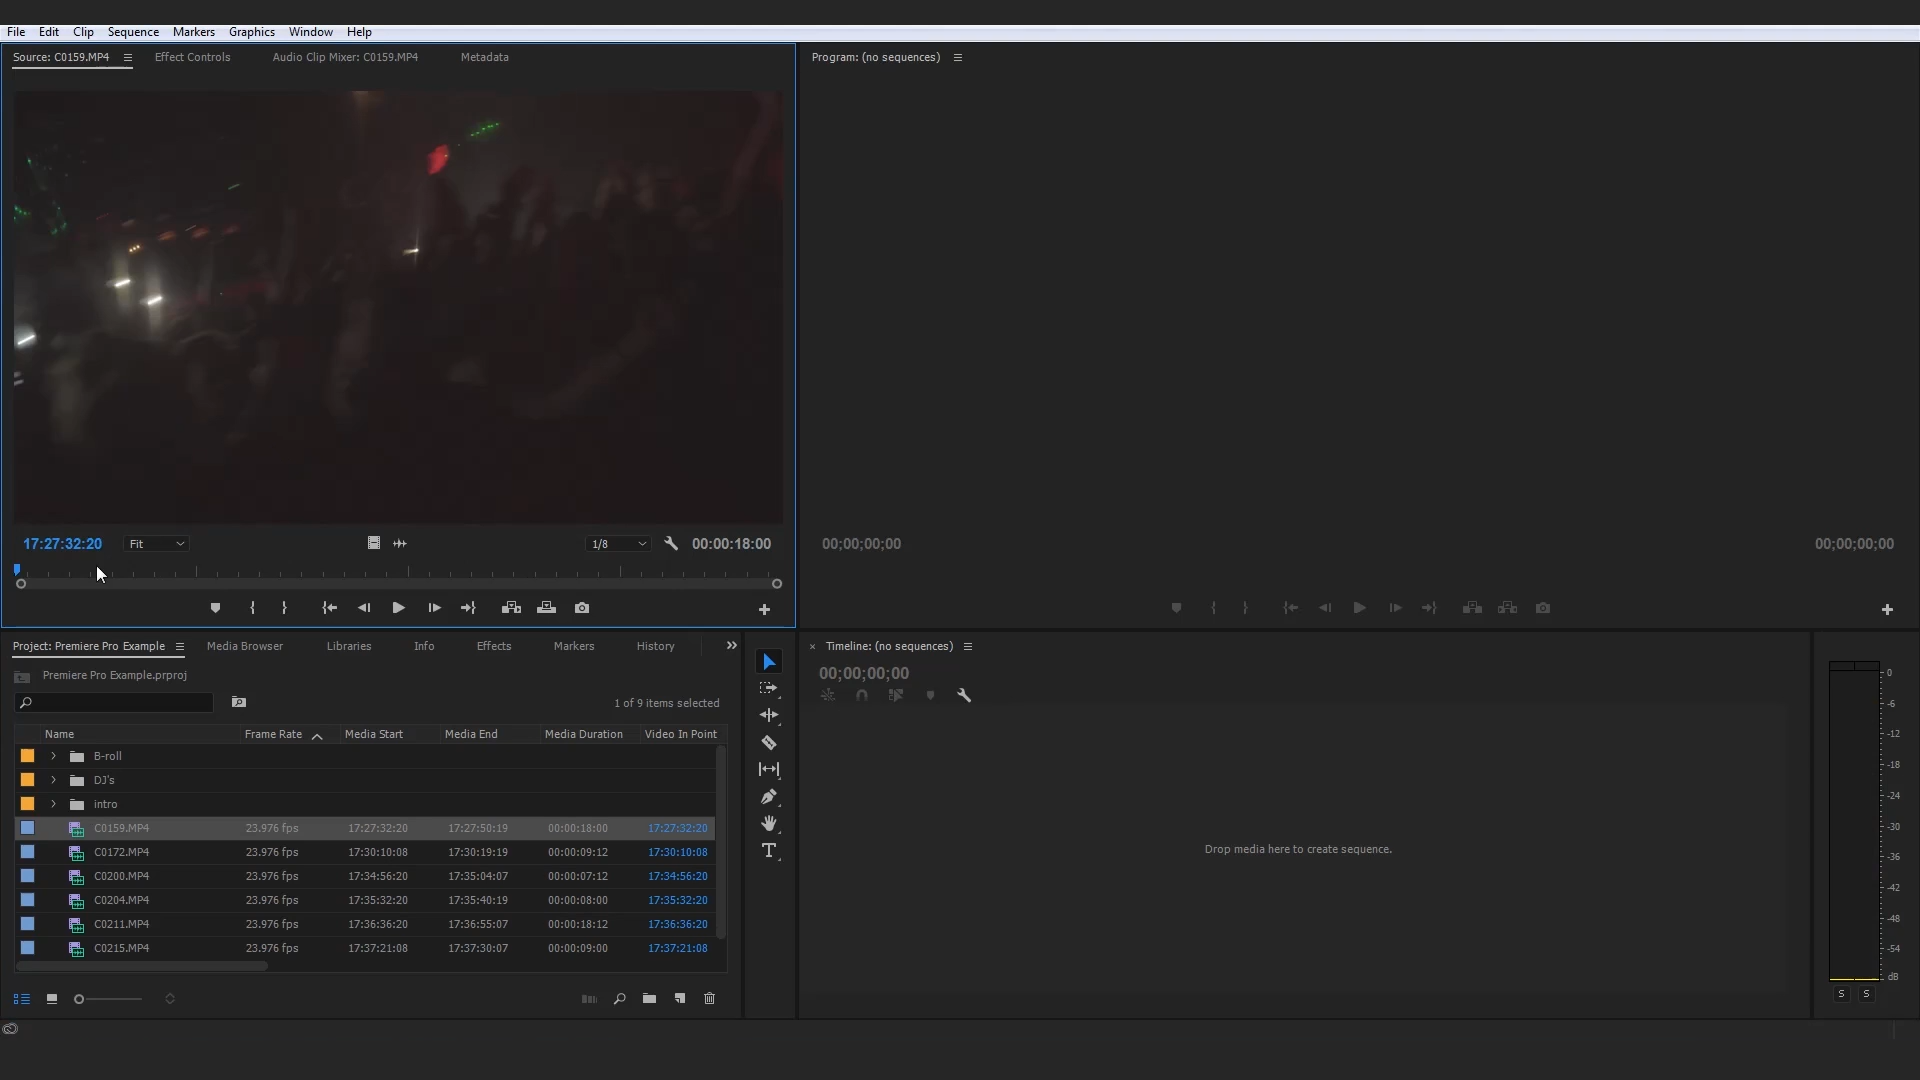 File Edit Clip Sequence Markers Graphics Window Help
Source: C0159.MP4 Effect Controls Audio Clip Mixer: C0159.MP4 Metadata
Program: (no sequences)
17:27:32:20 Fit 1/8 00:00:18:00
00;00;00;00 00;00;00;00
Project: Premiere Pro Example Media Browser Libraries Info Effects Markers History
Premiere Pro Example.prproj
1 of 9 items selected
Name Frame Rate Media Start Media End Media Duration Video In Point
B-roll
DJ's
intro
C0159.MP4 23.976 fps 17:27:32:20 17:27:50:19 00:00:18:00 17:27:32:20
C0172.MP4 23.976 fps 17:30:10:08 17:30:19:19 00:00:09:12 17:30:10:08
C0200.MP4 23.976 fps 17:34:56:20 17:35:04:07 00:00:07:12 17:34:56:20
C0204.MP4 23.976 fps 17:35:32:20 17:35:40:19 00:00:08:00 17:35:32:20
C0211.MP4 23.976 fps 17:36:36:20 17:36:55:07 00:00:18:12 17:36:36:20
C0215.MP4 23.976 fps 17:37:21:08 17:37:30:07 00:00:09:00 17:37:21:08
T
Timeline: (no sequences)
00;00;00;00
Drop media here to create sequence.
0
-6
-12
-18
-24
-30
-36
-42
-48
-54
dB
S S